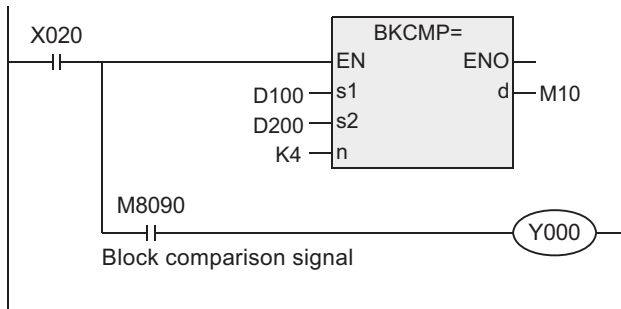 X020
BKCMP=
EN ENO
D100 s1 d M10
D200 s2
K4 n
M8090
Y000
Block comparison signal